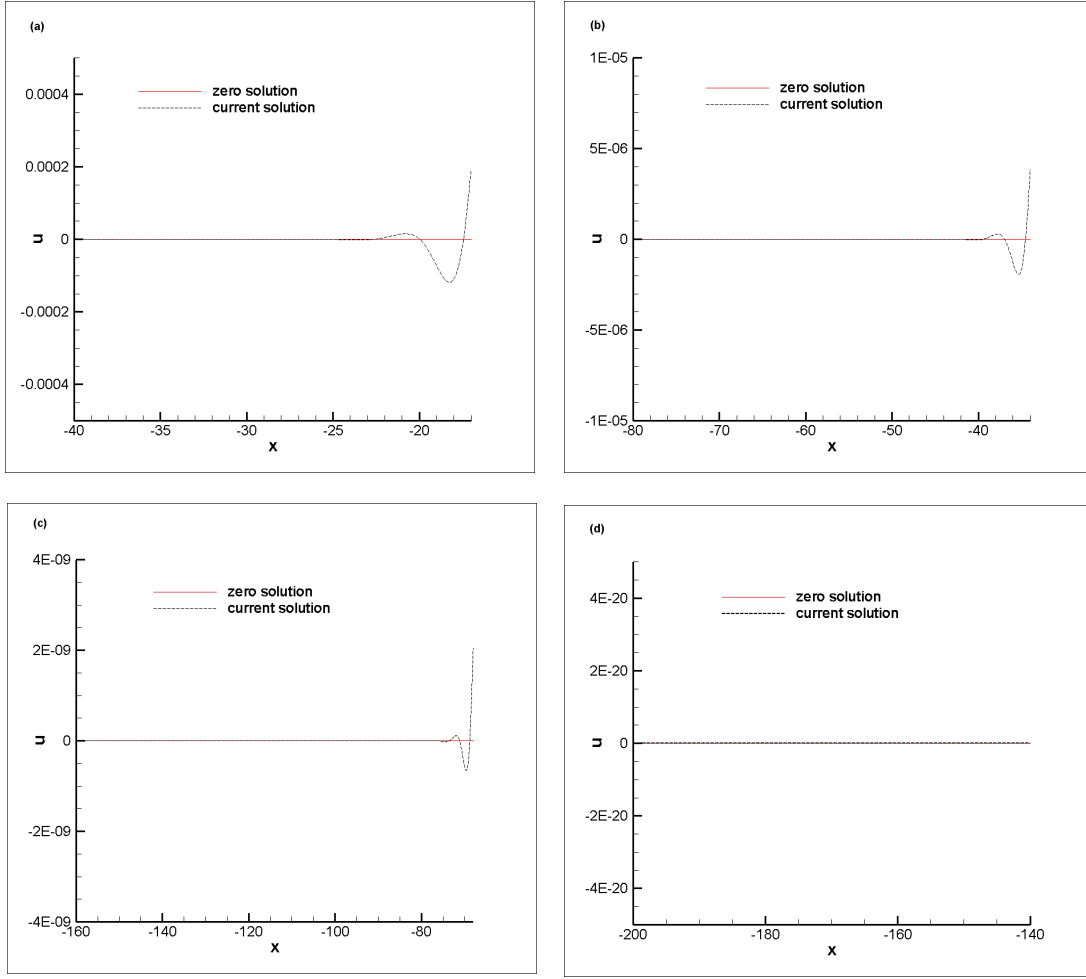 (a)
zero solution
current solution
0.0004
0.0002
0
-0.0002
-0.0004
u
-40
-35
-30
-25
-20
x
(b)
zero solution
current solution
1E-05
5E-06
0
-5E-06
-1E-05
u
-80
-70
-60
-50
-40
x
(c)
zero solution
current solution
4E-09
2E-09
0
-2E-09
-4E-09
u
-160
-140
-120
-100
-80
x
(d)
zero solution
current solution
4E-20
2E-20
0
-2E-20
-4E-20
u
-200
-180
-160
-140
x